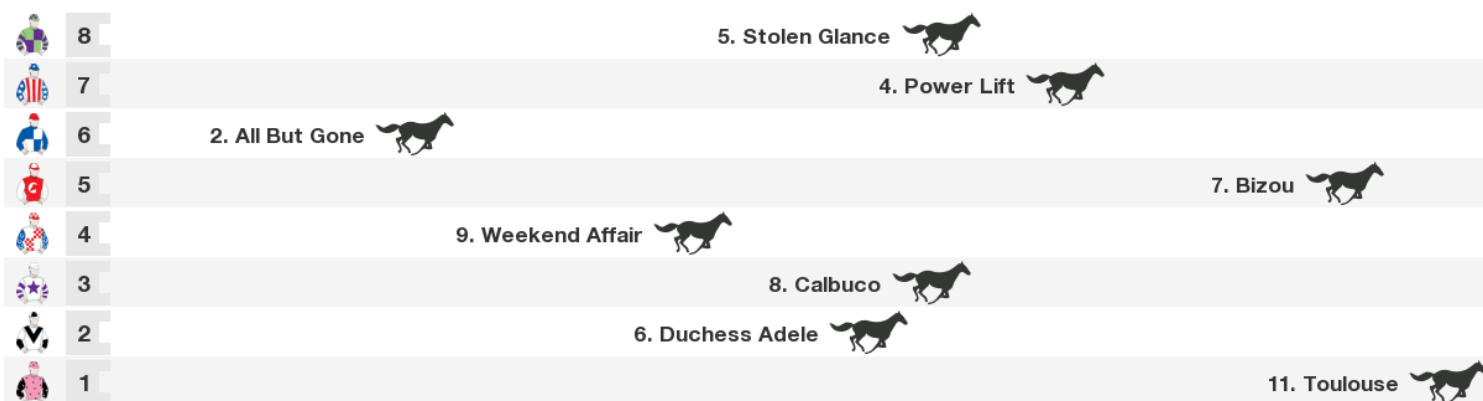 8 5. Stolen Glance
7 4. Power Lift
6 2. All But Gone
5 7. Bizou
4 9. Weekend Affair
3 8. Calbuco
2 6. Duchess Adele
1 11. Toulouse